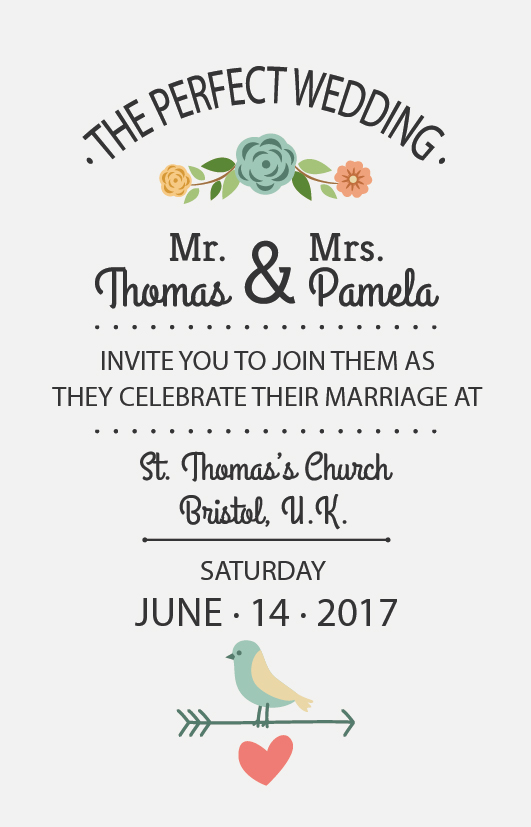 · THE PERFECT WEDDING ·
Mr. & Mrs.
Thomas Pamela
INVITE YOU TO JOIN THEM AS
THEY CELEBRATE THEIR MARRIAGE AT
St. Thomas's Church
Bristol, U.K.
SATURDAY
JUNE · 14 · 2017